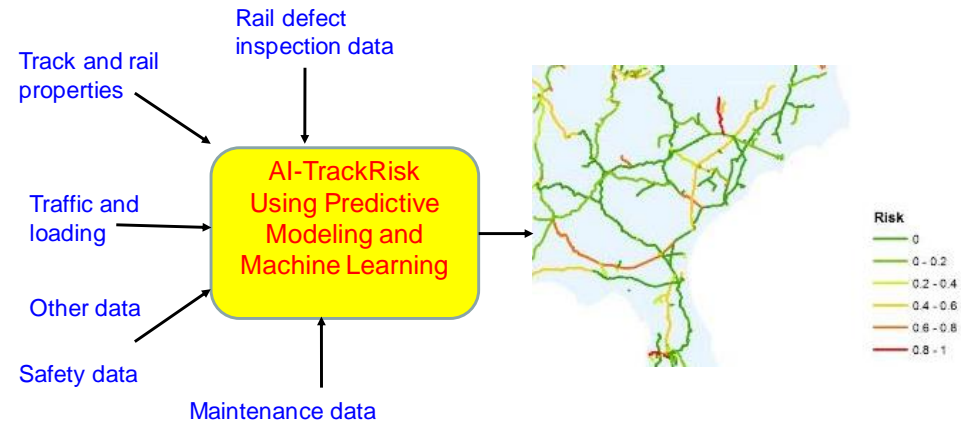 Rail defect
inspection data
Track and rail
properties
AI-TrackRisk
Using Predictive
Modeling and
Machine Learning
Traffic and
loading
Other data
Safety data
Maintenance data
Risk
0
0 - 0.2
0.2 - 0.4
0.4 - 0.6
0.6 - 0.8
0.8 - 1